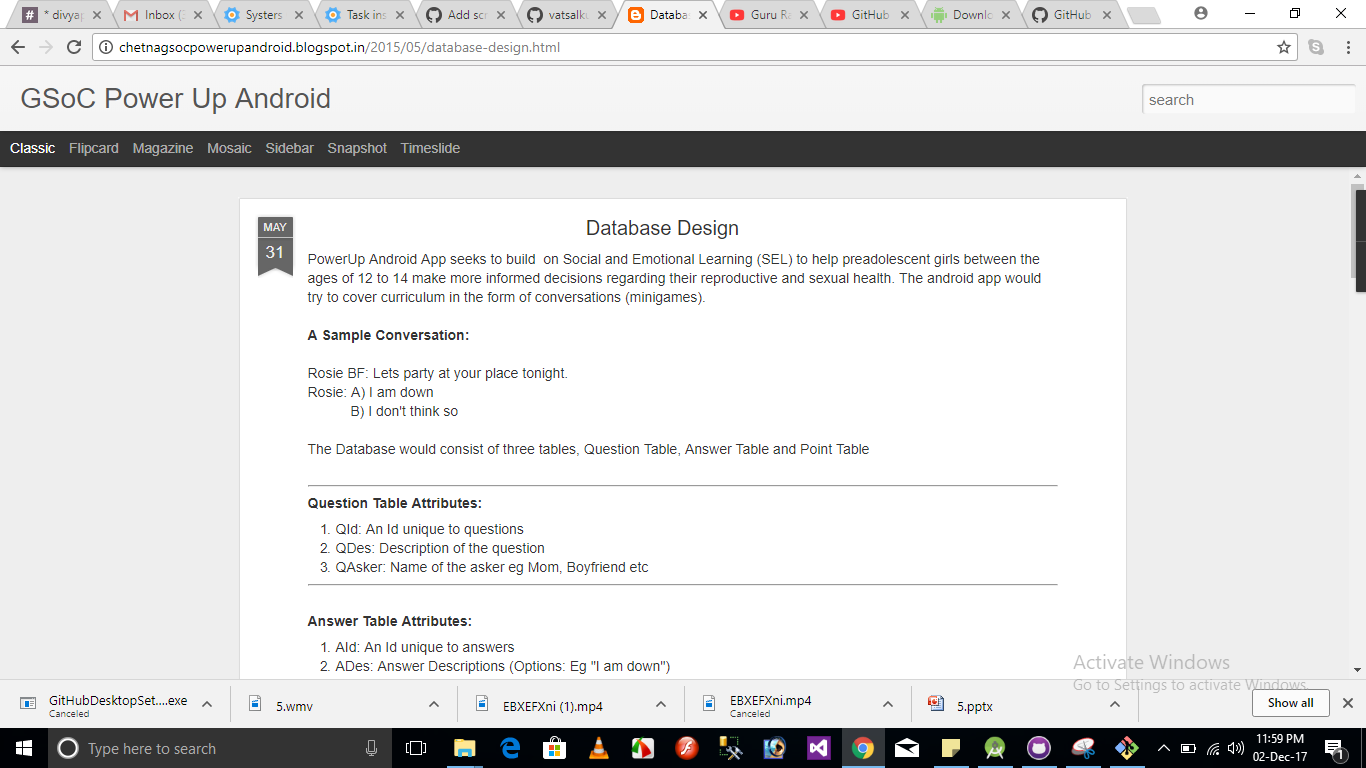 * divyap
Inbox (
Systers
Task ins
Add scr
vatsalku
Databa
Guru Ra
GitHub
Downlo
GitHub
chetnagsocpowerupandroid.blogspot.in/2015/05/database-design.html
GSoC Power Up Android
search
Classic Flipcard Magazine Mosaic Sidebar Snapshot Timeslide
MAY
31
Database Design
PowerUp Android App seeks to build on Social and Emotional Learning (SEL) to help preadolescent girls between the
ages of 12 to 14 make more informed decisions regarding their reproductive and sexual health. The android app would
try to cover curriculum in the form of conversations (minigames).
A Sample Conversation:
Rosie BF: Lets party at your place tonight.
Rosie: A) I am down
B) I don't think so
The Database would consist of three tables, Question Table, Answer Table and Point Table
Question Table Attributes:
1. QId: An Id unique to questions
2. QDes: Description of the question
3. QAsker: Name of the asker eg Mom, Boyfriend etc
Answer Table Attributes:
1. AId: An Id unique to answers
2. ADes: Answer Descriptions (Options: Eg "I am down")
Activate Windows
Go to Settings to activate Windows.
GitHubDesktopSet....exe
Canceled
5.wmv
EBXEFXni (1).mp4
EBXEFXni.mp4
Canceled
5.pptx
Show all
Type here to search
11:59 PM
02-Dec-17
1